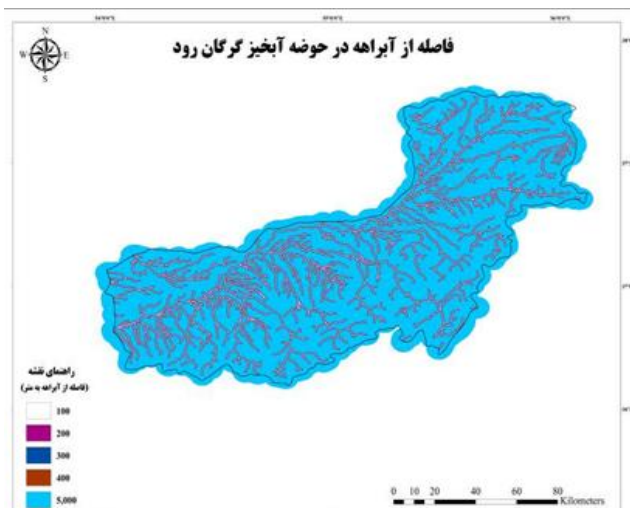 فاصله از آبراهه در حوضه آبخیز گرگان رود
N
W E
S
راهنمای نقشه
(فاصله از آبراهه به متر)
100
200
300
400
5,000
0 10 20 40 60 80
Kilometers